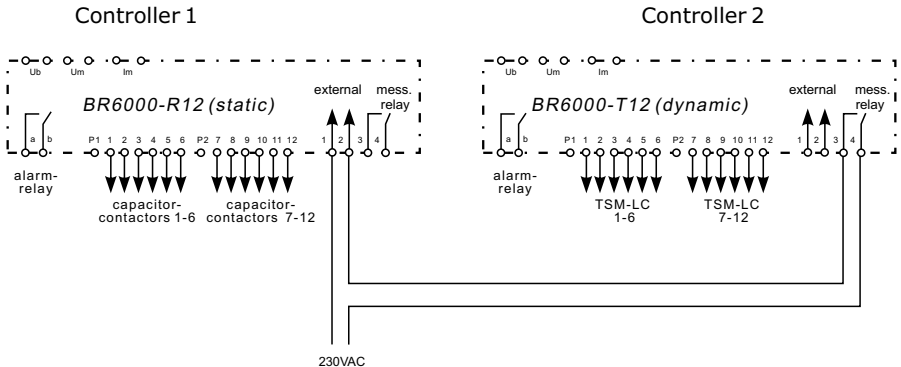 Controller 1
Controller 2
Ub Um Im
Ub Um Im
BR6000-R12 (static)
external
mess.
relay
BR6000-T12 (dynamic)
external
mess.
relay
a b P1 1 2 3 4 5 6 P2 7 8 9 10 11 12 1 2 3 4
a b P1 1 2 3 4 5 6 P2 7 8 9 10 11 12 1 2 3 4
alarm-
relay
capacitor-
contactors 1-6
capacitor-
contactors 7-12
alarm-
relay
TSM-LC
1-6
TSM-LC
7-12
230VAC